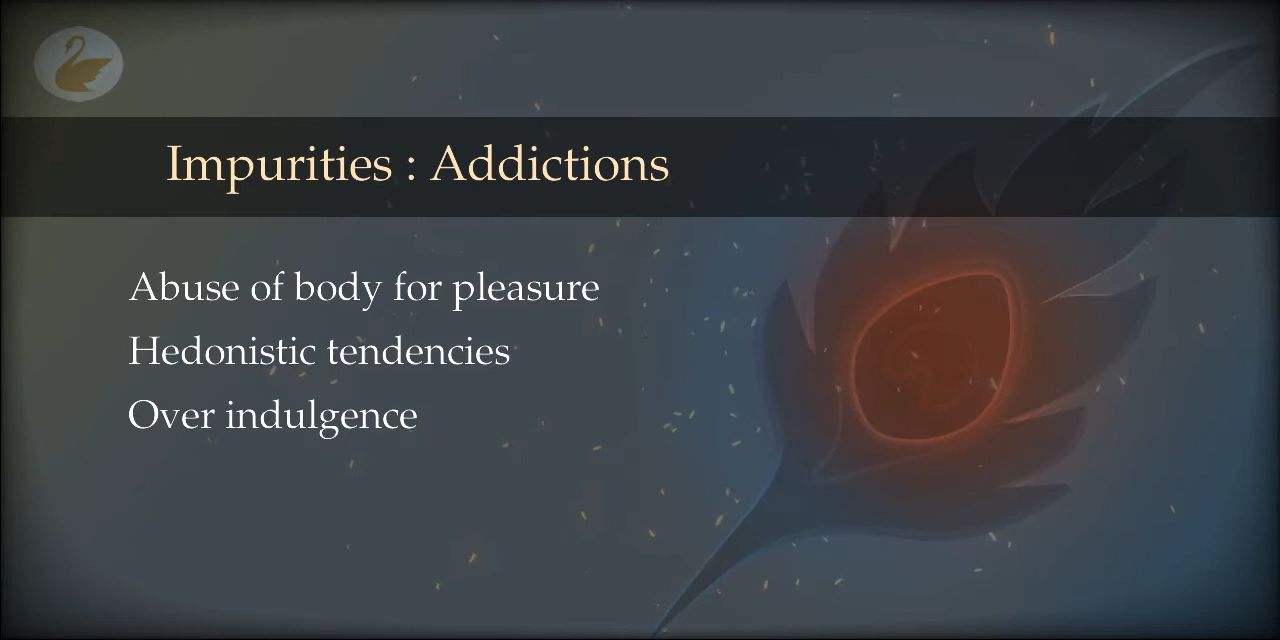 Impurities : Addictions
Abuse of body for pleasure
Hedonistic tendencies
Over indulgence